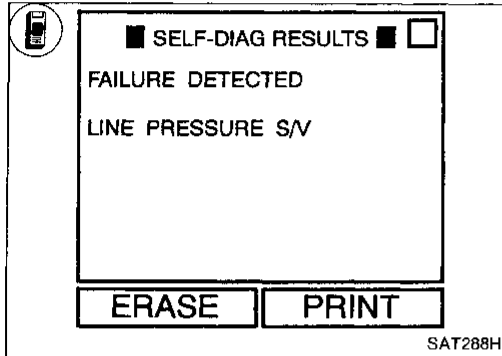 SELF-DIAG RESULTS
FAILURE DETECTED
LINE PRESSURE S/V
ERASE PRINT
SAT288H